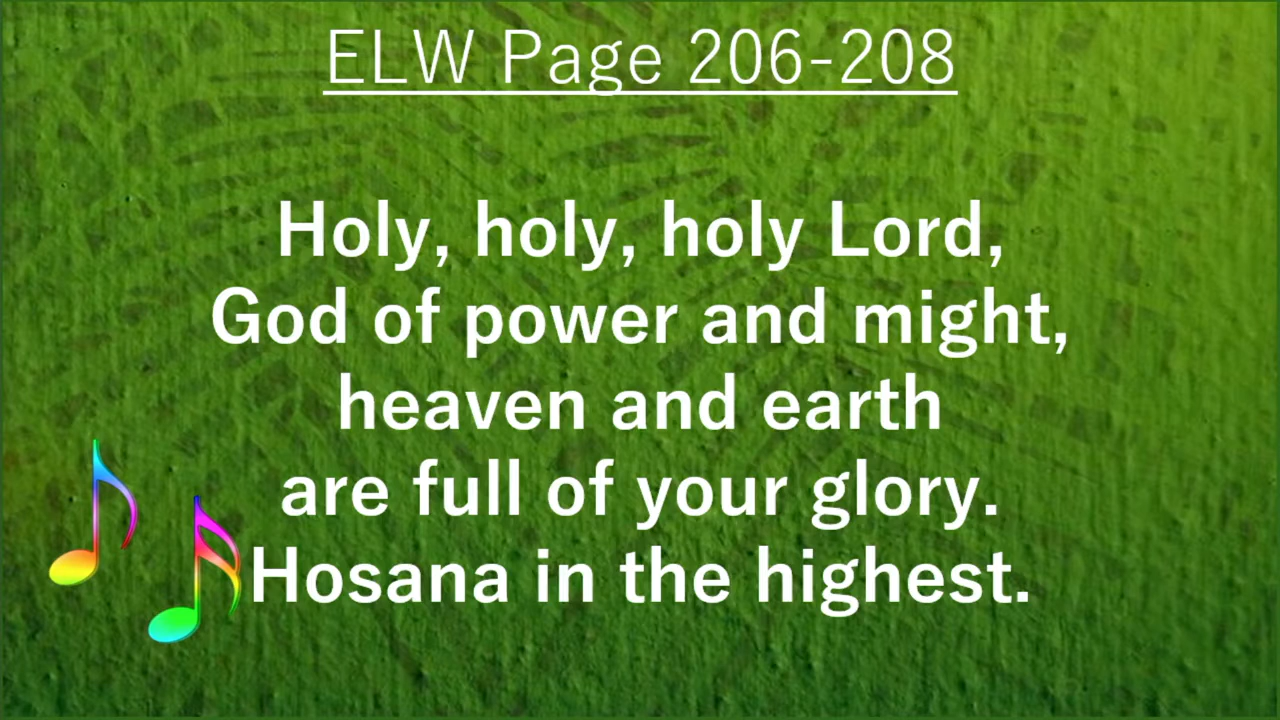 ELW Page 206-208
Holy, holy, holy Lord,
God of power and might,
heaven and earth
are full of your glory.
Hosana in the highest.